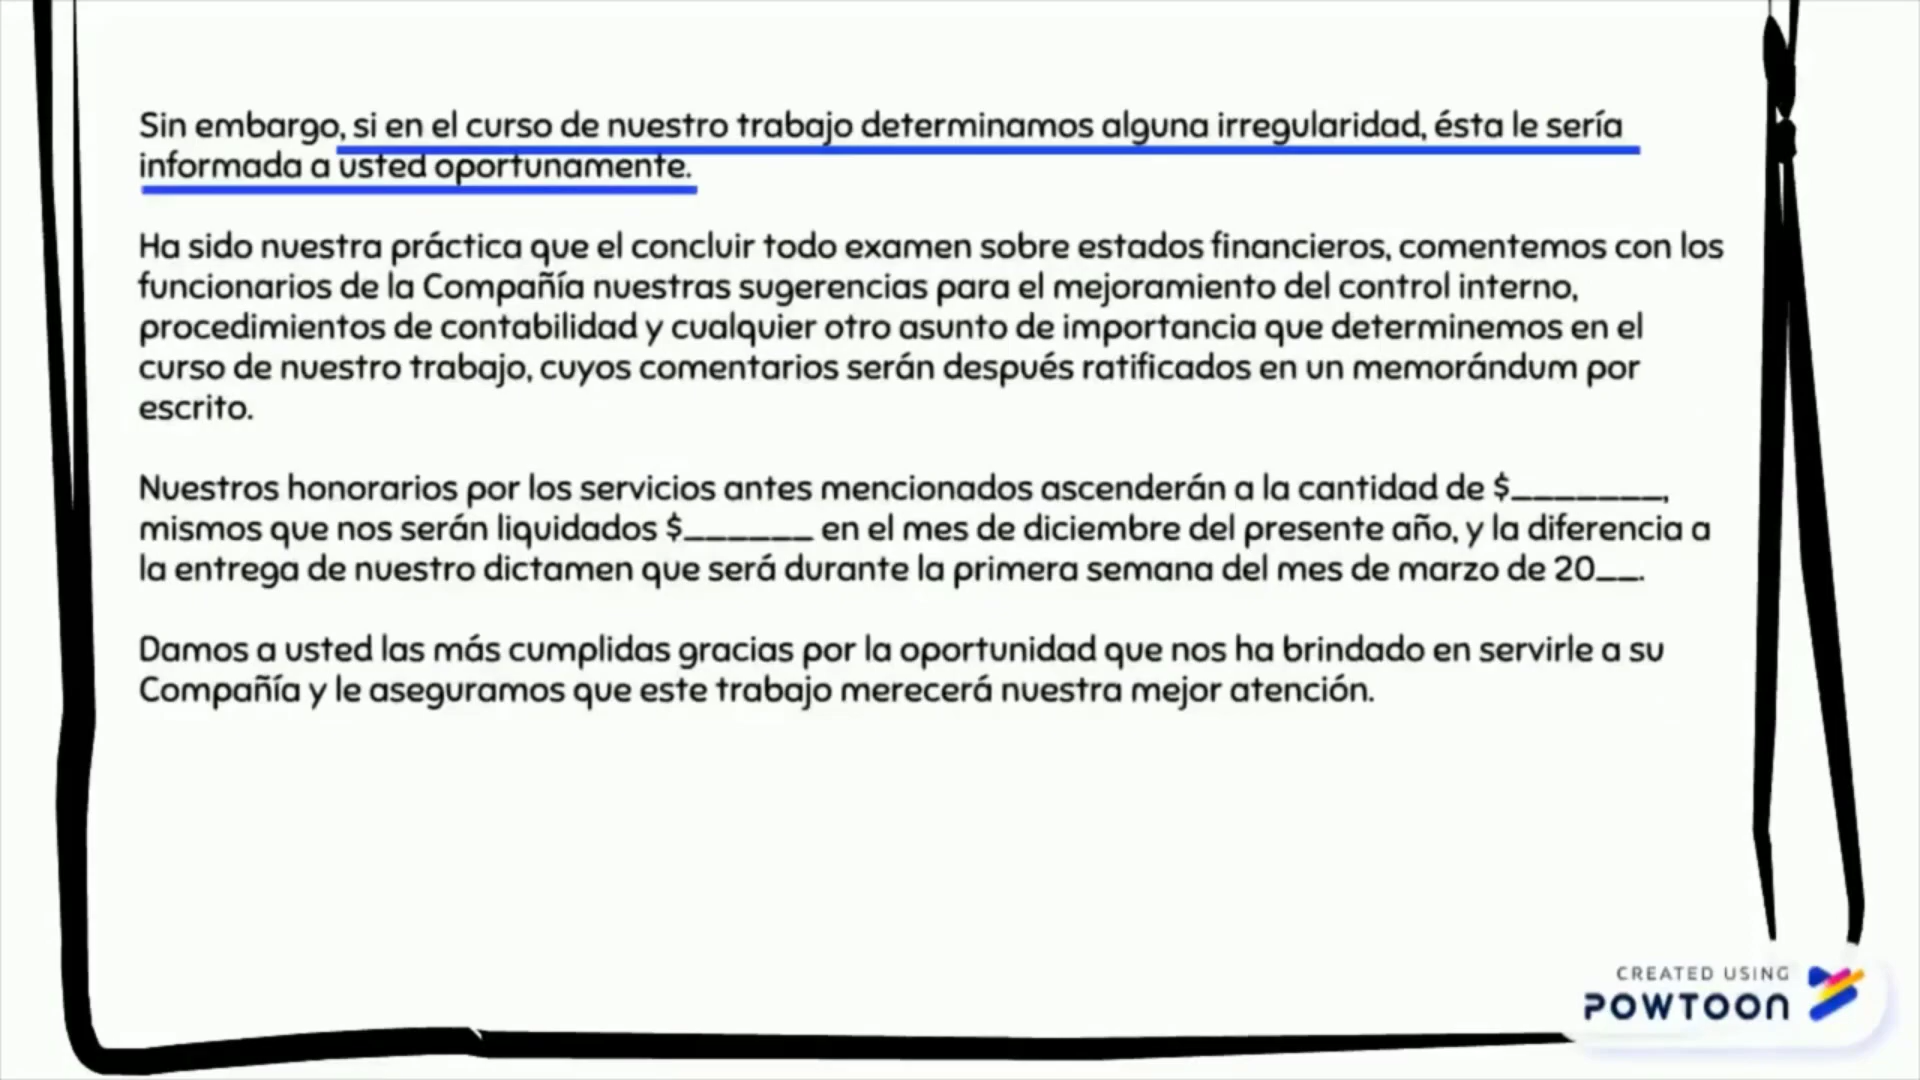 Sin embargo, si en el curso de nuestro trabajo determinamos alguna irregularidad, ésta le sería
informada a usted oportunamente.
Ha sido nuestra práctica que el concluir todo examen sobre estados financieros, comentemos con los
funcionarios de la Compañía nuestras sugerencias para el mejoramiento del control interno,
procedimientos de contabilidad y cualquier otro asunto de importancia que determinemos en el
curso de nuestro trabajo, cuyos comentarios serán después ratificados en un memorándum por
escrito.
Nuestros honorarios por los servicios antes mencionados ascenderán a la cantidad de $_______,
mismos que nos serán liquidados $______ en el mes de diciembre del presente año, y la diferencia a
la entrega de nuestro dictamen que será durante la primera semana del mes de marzo de 20__.
Damos a usted las más cumplidas gracias por la oportunidad que nos ha brindado en servirle a su
Compañía y le aseguramos que este trabajo merecerá nuestra mejor atención.
CREATED USING
POWTOON